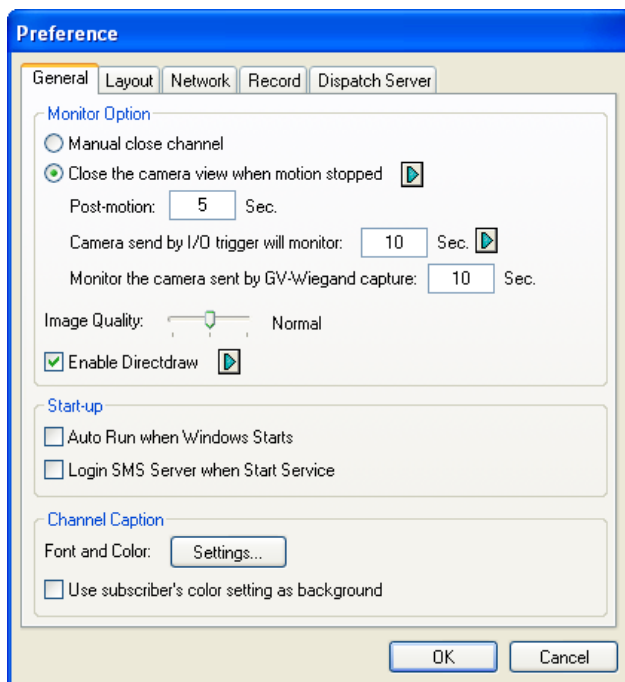 Preference
General Layout Network Record Dispatch Server
Monitor Option
Manual close channel
Close the camera view when motion stopped
Post-motion: 5 Sec.
Camera send by I/O trigger will monitor: 10 Sec.
Monitor the camera sent by GV-Wiegand capture: 10 Sec.
Image Quality: Normal
Enable Directdraw
Start-up
Auto Run when Windows Starts
Login SMS Server when Start Service
Channel Caption
Font and Color: Settings...
Use subscriber's color setting as background
OK Cancel